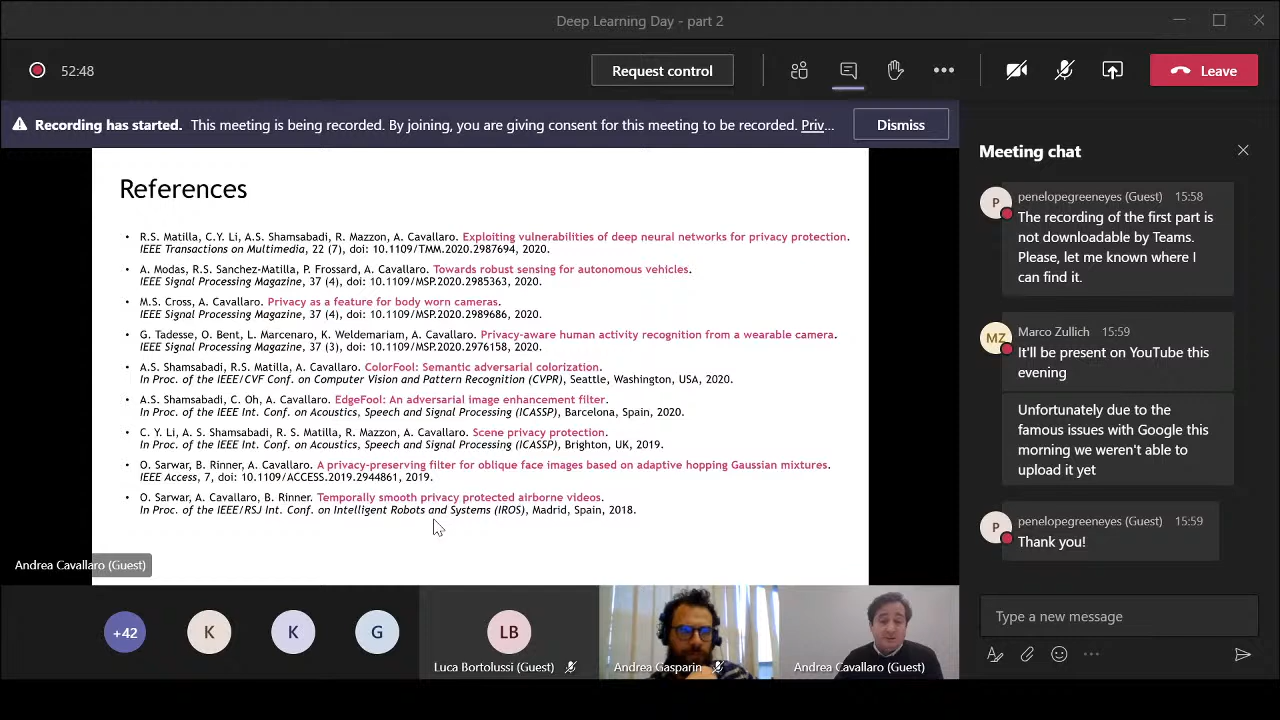 Deep Learning Day - part 2
52:48
Request control
Leave
Recording has started. This meeting is being recorded. By joining, you are giving consent for this meeting to be recorded. Priv...
Dismiss
References
• R.S. Matilla, C.Y. Li, A.S. Shamsabadi, R. Mazzon, A. Cavallaro. Exploiting vulnerabilities of deep neural networks for privacy protection.
IEEE Transactions on Multimedia, 22 (7), doi: 10.1109/TMM.2020.2987694, 2020.
• A. Modas, R.S. Sanchez-Matilla, P. Frossard, A. Cavallaro. Towards robust sensing for autonomous vehicles.
IEEE Signal Processing Magazine, 37 (4), doi: 10.1109/MSP.2020.2985363, 2020.
• M.S. Cross, A. Cavallaro. Privacy as a feature for body worn cameras.
IEEE Signal Processing Magazine, 37 (4), doi: 10.1109/MSP.2020.2989686, 2020.
• G. Tadesse, O. Bent, L. Marcenaro, K. Weldemariam, A. Cavallaro. Privacy-aware human activity recognition from a wearable camera.
IEEE Signal Processing Magazine, 37 (3), doi: 10.1109/MSP.2020.2976158, 2020.
• A.S. Shamsabadi, R.S. Matilla, A. Cavallaro. ColorFool: Semantic adversarial colorization.
In Proc. of the IEEE/CVF Conf. on Computer Vision and Pattern Recognition (CVPR), Seattle, Washington, USA, 2020.
• A.S. Shamsabadi, C. Oh, A. Cavallaro. EdgeFool: An adversarial image enhancement filter.
In Proc. of the IEEE Int. Conf. on Acoustics, Speech and Signal Processing (ICASSP), Barcelona, Spain, 2020.
• C. Y. Li, A. S. Shamsabadi, R. S. Matilla, R. Mazzon, A. Cavallaro. Scene privacy protection.
In Proc. of the IEEE Int. Conf. on Acoustics, Speech and Signal Processing (ICASSP), Brighton, UK, 2019.
• O. Sarwar, B. Rinner, A. Cavallaro. A privacy-preserving filter for oblique face images based on adaptive hopping Gaussian mixtures.
IEEE Access, 7, doi: 10.1109/ACCESS.2019.2944861, 2019.
• O. Sarwar, A. Cavallaro, B. Rinner. Temporally smooth privacy protected airborne videos.
In Proc. of the IEEE/RSJ Int. Conf. on Intelligent Robots and Systems (IROS), Madrid, Spain, 2018.
Andrea Cavallaro (Guest)
+42
K
K
G
LB
Luca Bortolussi (Guest)
Andrea Gasparin
Andrea Cavallaro (Guest)
Meeting chat
P
penelopegreeneyes (Guest) 15:58
The recording of the first part is
not downloadable by Teams.
Please, let me known where I
can find it.
MZ
Marco Zullich 15:59
It'll be present on YouTube this
evening
Unfortunately due to the
famous issues with Google this
morning we weren't able to
upload it yet
P
penelopegreeneyes (Guest) 15:59
Thank you!
Type a new message